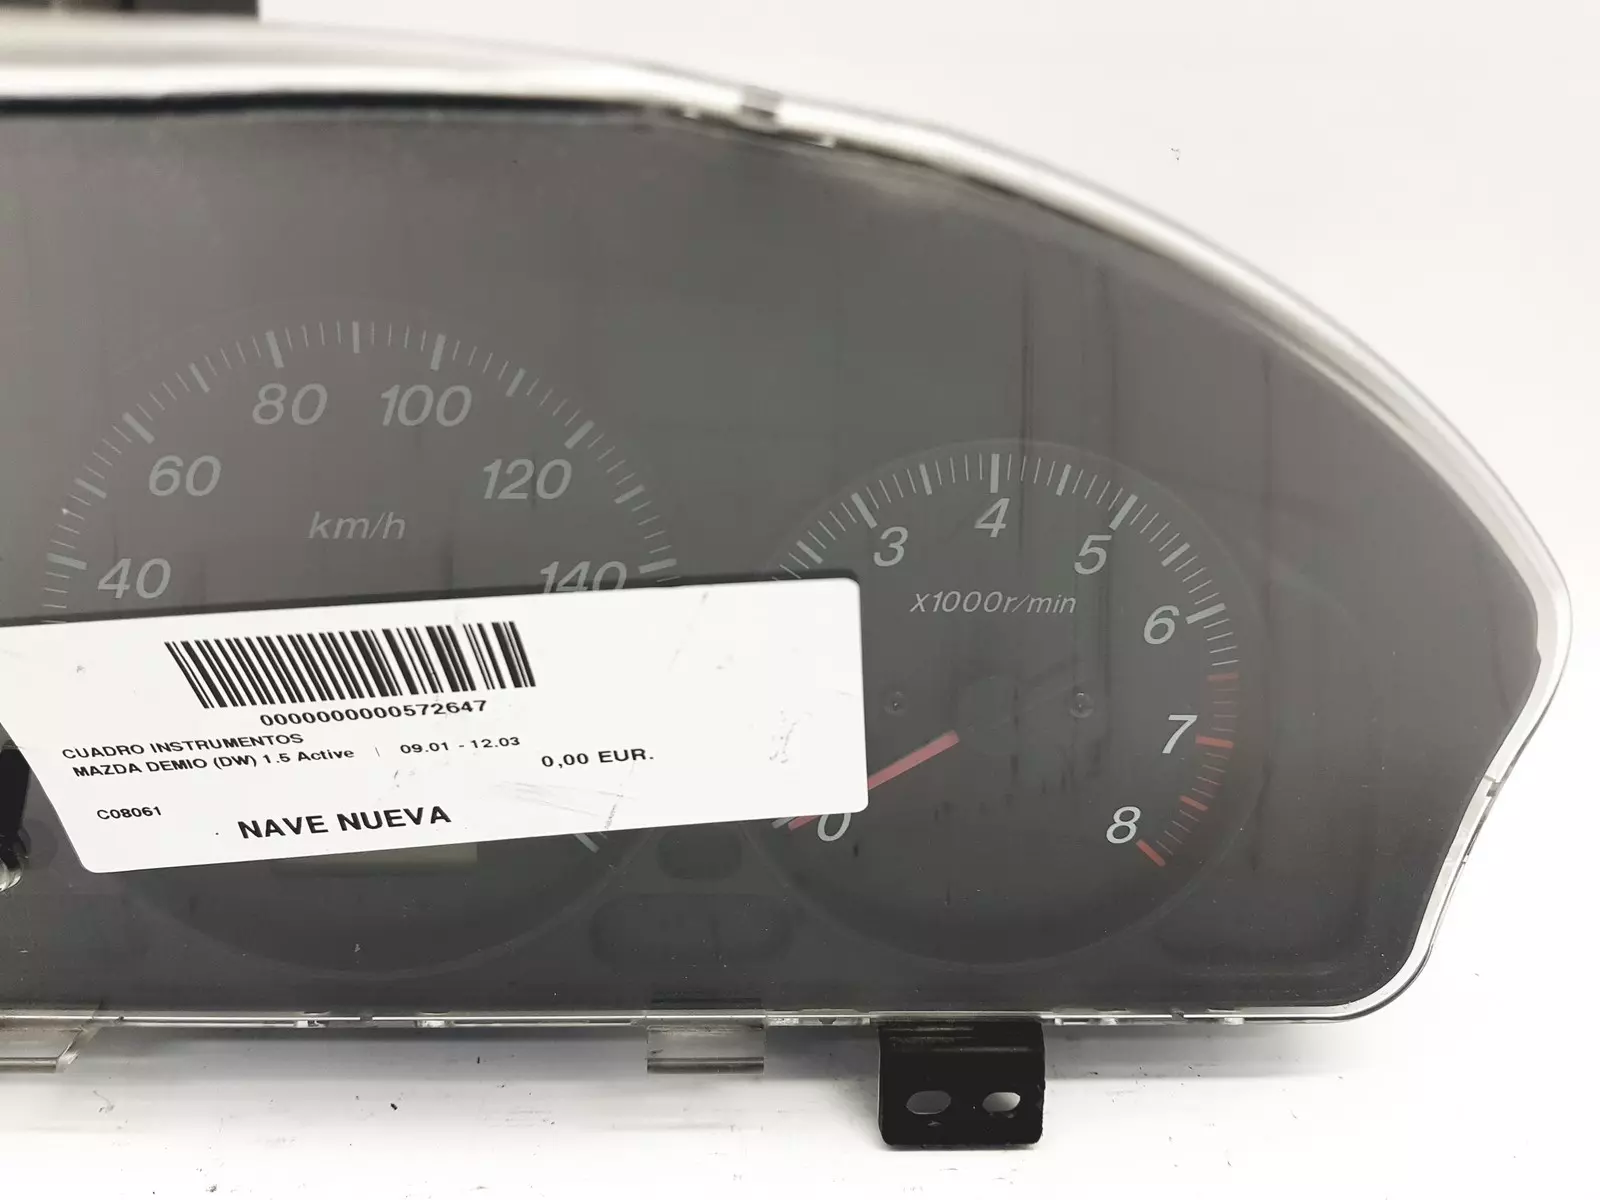 80 100
60 120
km/h
40 140
3 4 5
x1000r/min
6
7
0 8
0000000000572647
CUADRO INSTRUMENTOS
MAZDA DEMIO (DW) 1.5 Active | 09.01 - 12.03
0,00 EUR.
C08061
NAVE NUEVA